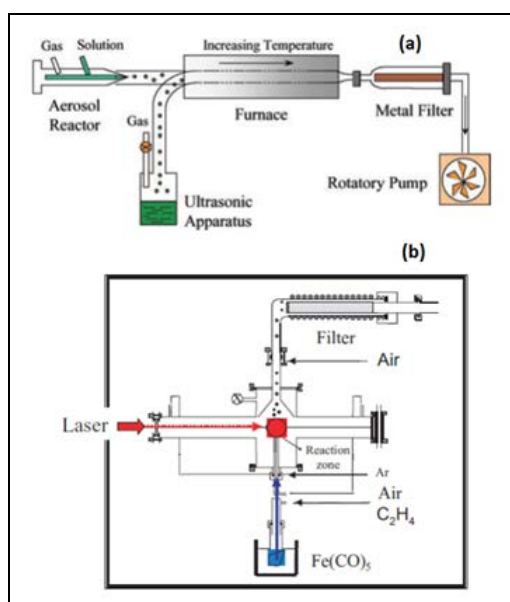 (a)
Gas
Solution
Increasing Temperature
Aerosol
Reactor
Furnace
Metal Filter
Gas
Ultrasonic
Apparatus
Rotatory Pump
(b)
Filter
Air
Laser
Reaction
zone
Ar
Air
C₂H₄
Fe(CO)₅